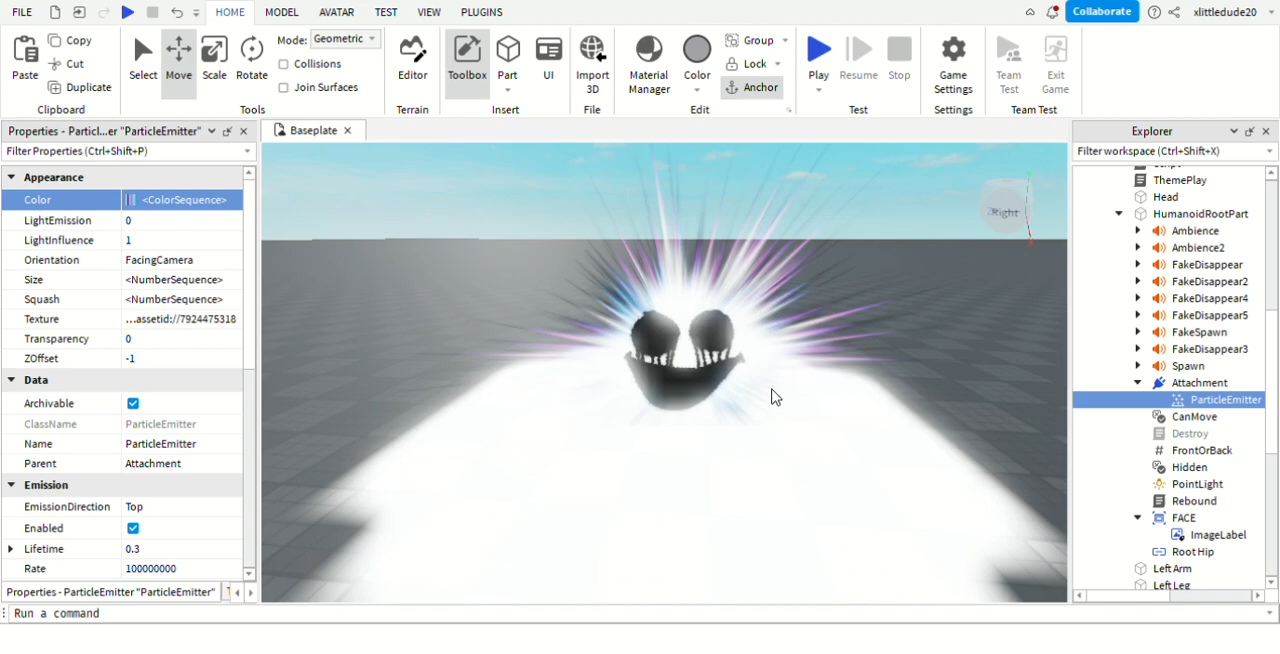 FILE HOME MODEL AVATAR TEST VIEW PLUGINS Collaborate xlittledude20
Paste Copy Cut Duplicate Clipboard
Select Move Scale Rotate Mode: Geometric Collisions Join Surfaces Tools
Editor Terrain
Toolbox Part UI Insert
Import 3D File
Material Manager Color Group Lock Anchor Edit
Play Resume Stop Test
Game Settings Settings
Team Test Exit Game Team Test
Properties - Particl...er "ParticleEmitter"
Filter Properties (Ctrl+Shift+P)
Appearance
Color <ColorSequence>
LightEmission 0
LightInfluence 1
Orientation FacingCamera
Size <NumberSequence>
Squash <NumberSequence>
Texture ...assetid://7924475318
Transparency 0
ZOffset -1
Data
Archivable
ClassName ParticleEmitter
Name ParticleEmitter
Parent Attachment
Emission
EmissionDirection Top
Enabled
Lifetime 0.3
Rate 100000000
Properties - ParticleEmitter "ParticleEmitter"
Baseplate
Right
Explorer
Filter workspace (Ctrl+Shift+X)
ThemePlay
Head
HumanoidRootPart
Ambience
Ambience2
FakeDisappear
FakeDisappear2
FakeDisappear4
FakeDisappear5
FakeSpawn
FakeDisappear3
Spawn
Attachment
ParticleEmitter
CanMove
Destroy
FrontOrBack
Hidden
PointLight
Rebound
FACE
ImageLabel
Root Hip
Left Arm
Left Leg
Run a command